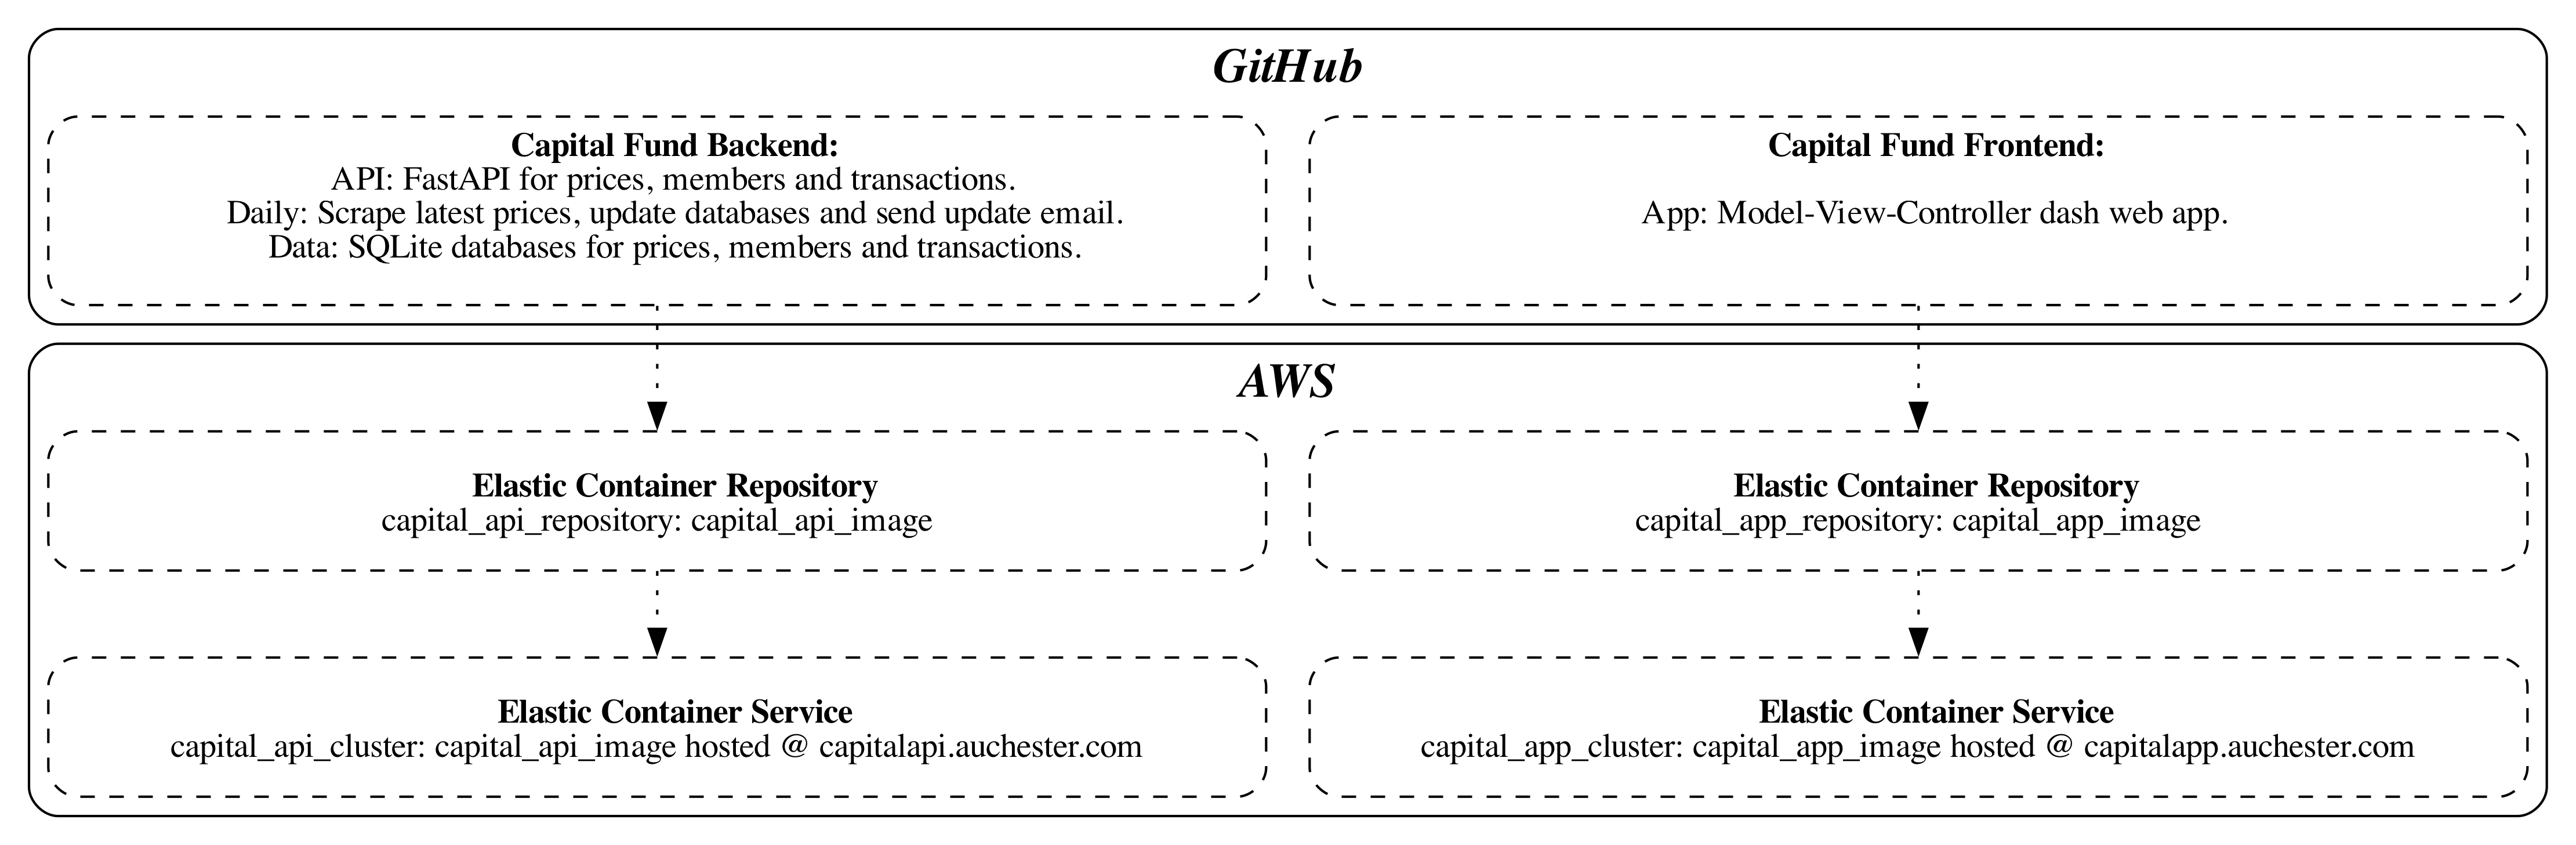 GitHub
Capital Fund Backend:
API: FastAPI for prices, members and transactions.
Daily: Scrape latest prices, update databases and send update email.
Data: SQLite databases for prices, members and transactions.
Capital Fund Frontend:
App: Model-View-Controller dash web app.
AWS
Elastic Container Repository
capital_api_repository: capital_api_image
Elastic Container Repository
capital_app_repository: capital_app_image
Elastic Container Service
capital_api_cluster: capital_api_image hosted @ capitalapi.auchester.com
Elastic Container Service
capital_app_cluster: capital_app_image hosted @ capitalapp.auchester.com